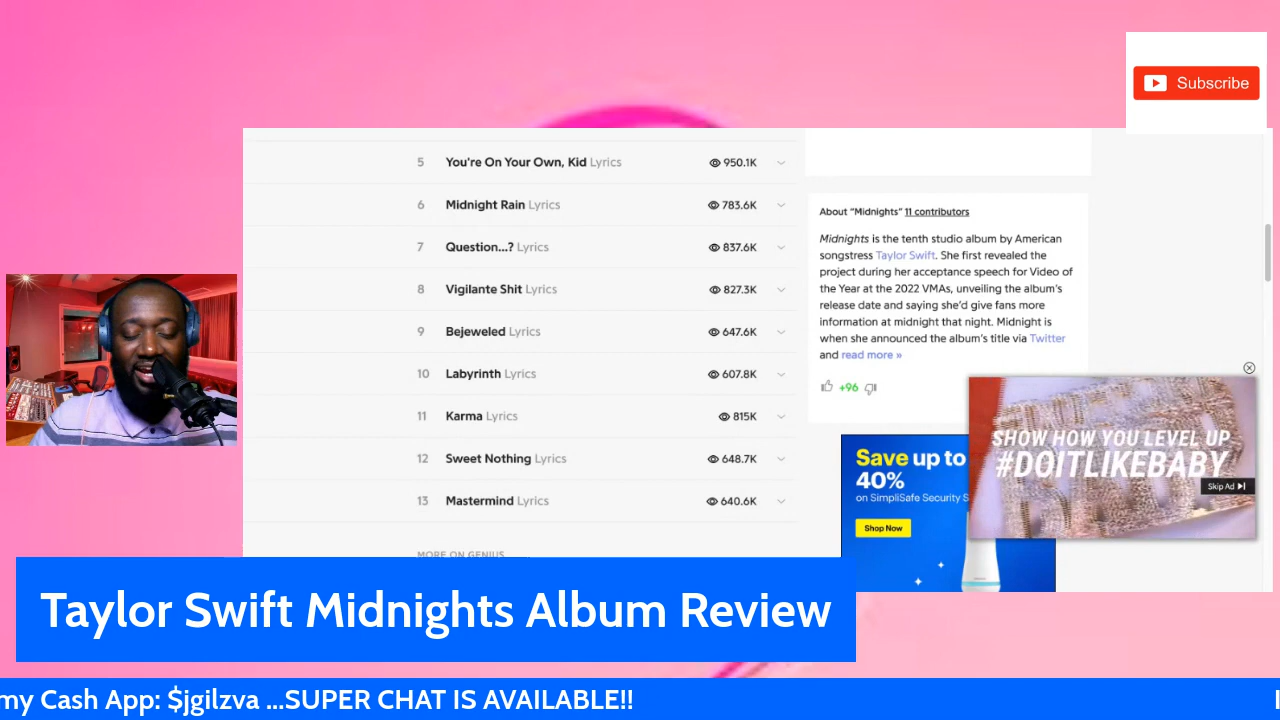 Subscribe
5 You're On Your Own, Kid Lyrics 950.1K
6 Midnight Rain Lyrics 783.6K
7 Question...? Lyrics 837.6K
8 Vigilante Shit Lyrics 827.3K
9 Bejeweled Lyrics 647.6K
10 Labyrinth Lyrics 607.8K
11 Karma Lyrics 815K
12 Sweet Nothing Lyrics 648.7K
13 Mastermind Lyrics 640.6K
MORE ON GENIUS
About “Midnights” 11 contributors
Midnights is the tenth studio album by American
songstress Taylor Swift. She first revealed the
project during her acceptance speech for Video of
the Year at the 2022 VMAs, unveiling the album’s
release date and saying she’d give fans more
information at midnight that night. Midnight is
when she announced the album’s title via Twitter
and read more »
+96
SHOW HOW YOU LEVEL UP
#DOITLIKEBABY
Skip Ad
Save up to
40%
on SimpliSafe Security S
Shop Now
Taylor Swift Midnights Album Review
my Cash App: $jgilzva ...SUPER CHAT IS AVAILABLE!!